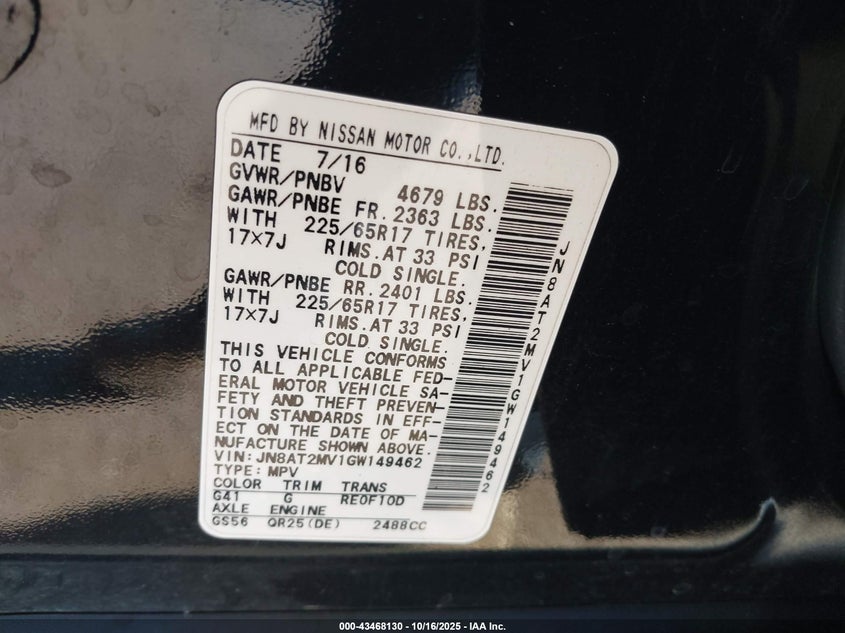 MFD BY NISSAN MOTOR CO.,LTD.
DATE 7/16
GVWR/PNBV 4679 LBS.
GAWR/PNBE FR. 2363 LBS.
WITH 225/65R17 TIRES,
17×7J RIMS.AT 33 PSI
COLD SINGLE.
GAWR/PNBE RR. 2401 LBS.
WITH 225/65R17 TIRES,
17×7J RIMS.AT 33 PSI
COLD SINGLE.
THIS VEHICLE CONFORMS
TO ALL APPLICABLE FED-
ERAL MOTOR VEHICLE SA-
FETY AND THEFT PREVEN-
TION STANDARDS IN EFF-
ECT ON THE DATE OF MA-
NUFACTURE SHOWN ABOVE.
VIN: JN8AT2MV1GW149462
TYPE: MPV
COLOR TRIM TRANS
G41 G RE0F10D
AXLE ENGINE
GS56 QR25(DE) 2488CC
JN8AT2MV1GW149462
000-43468130 - 10/16/2025 - IAA Inc.